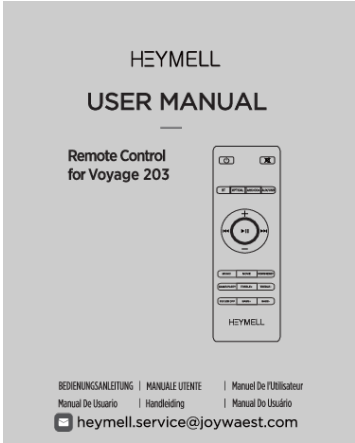 HEYMELL
USER MANUAL
Remote Control
for Voyage 203
HEYMELL
BEDIENUNGSANLEITUNG | MANUALE UTENTE | Manuel De l'Utilisateur
Manual De Usuario | Handleiding | Manual Do Usuário
heymell.service@joywaest.com